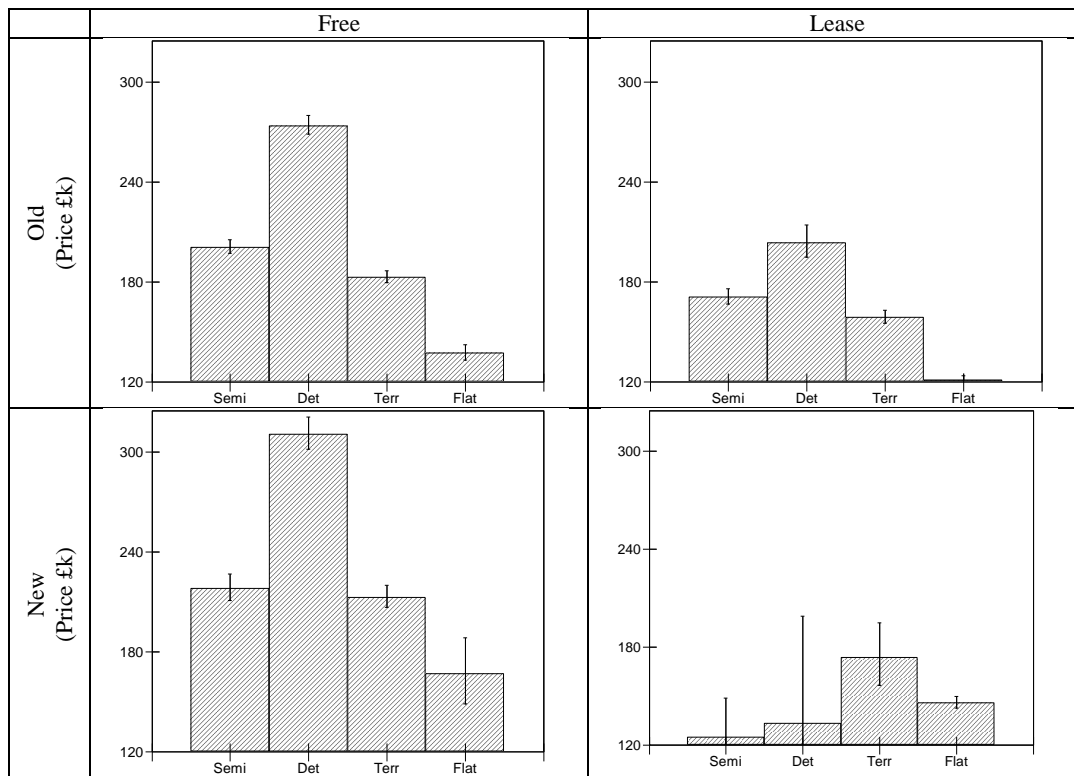 Free
Lease
Old
(Price £k)
300
240
180
120
Semi Det Terr Flat
300
240
180
120
Semi Det Terr Flat
New
(Price £k)
300
240
180
120
Semi Det Terr Flat
300
240
180
120
Semi Det Terr Flat